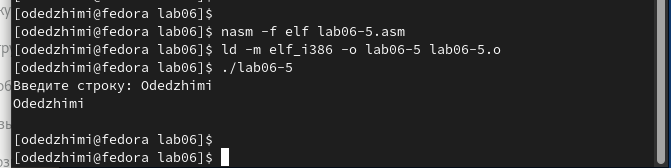 [odedzhimi@fedora lab06]$
[odedzhimi@fedora lab06]$ nasm -f elf lab06-5.asm
[odedzhimi@fedora lab06]$ ld -m elf_i386 -o lab06-5 lab06-5.o
[odedzhimi@fedora lab06]$ ./lab06-5
Введите строку: Odedzhimi
Odedzhimi
[odedzhimi@fedora lab06]$
[odedzhimi@fedora lab06]$